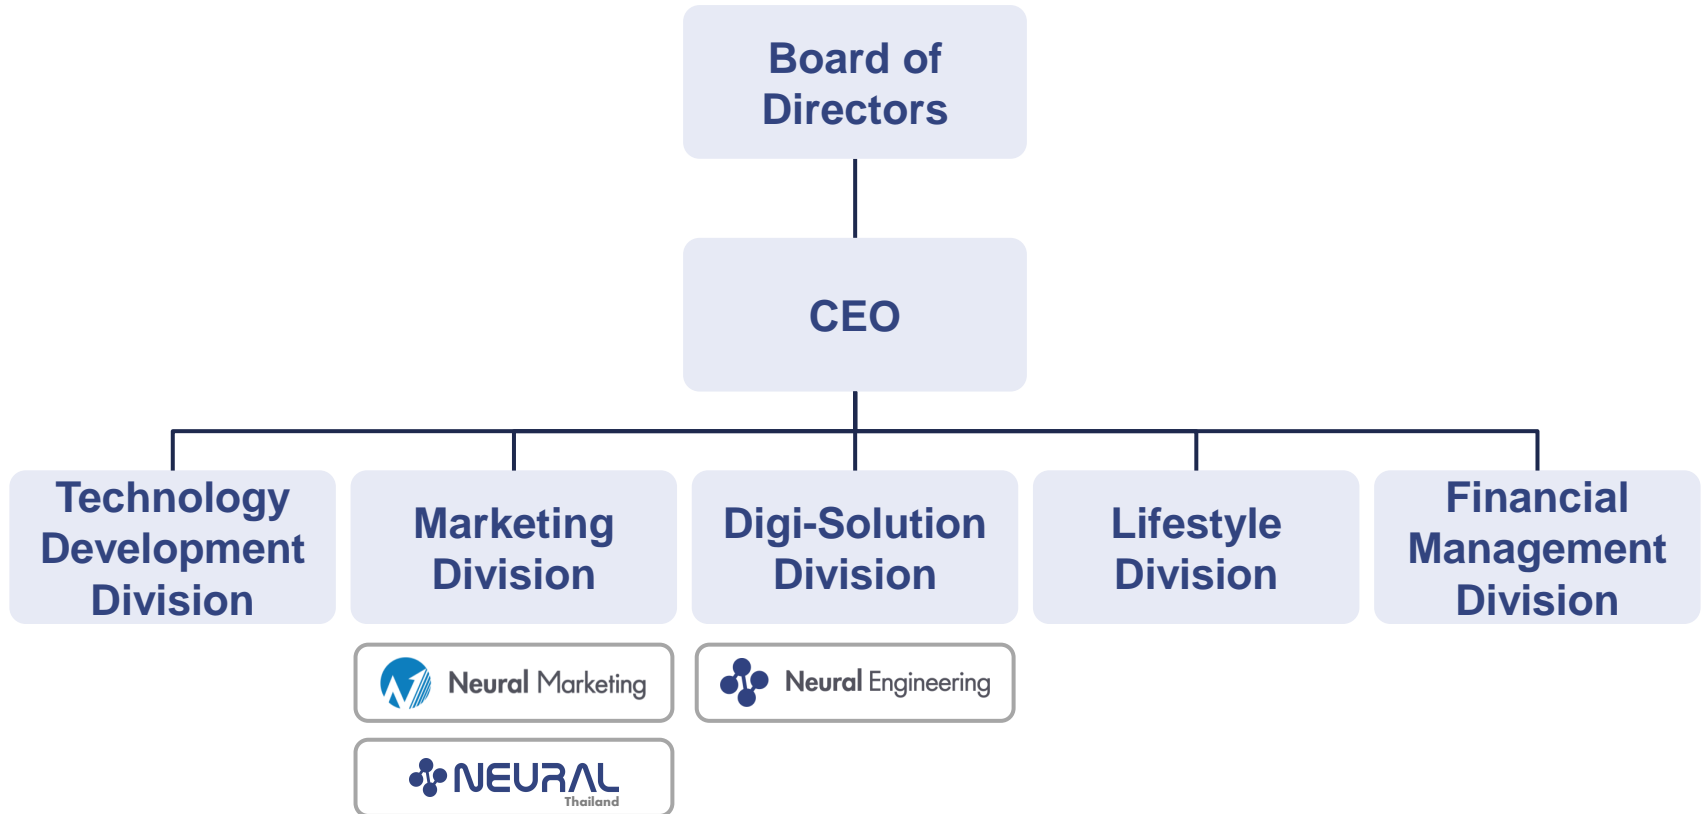 Board of
Directors
CEO
Technology
Development
Division
Marketing
Division
Digi-Solution
Division
Lifestyle
Division
Financial
Management
Division
Neural Marketing
Neural Engineering
NEURAL
Thailand